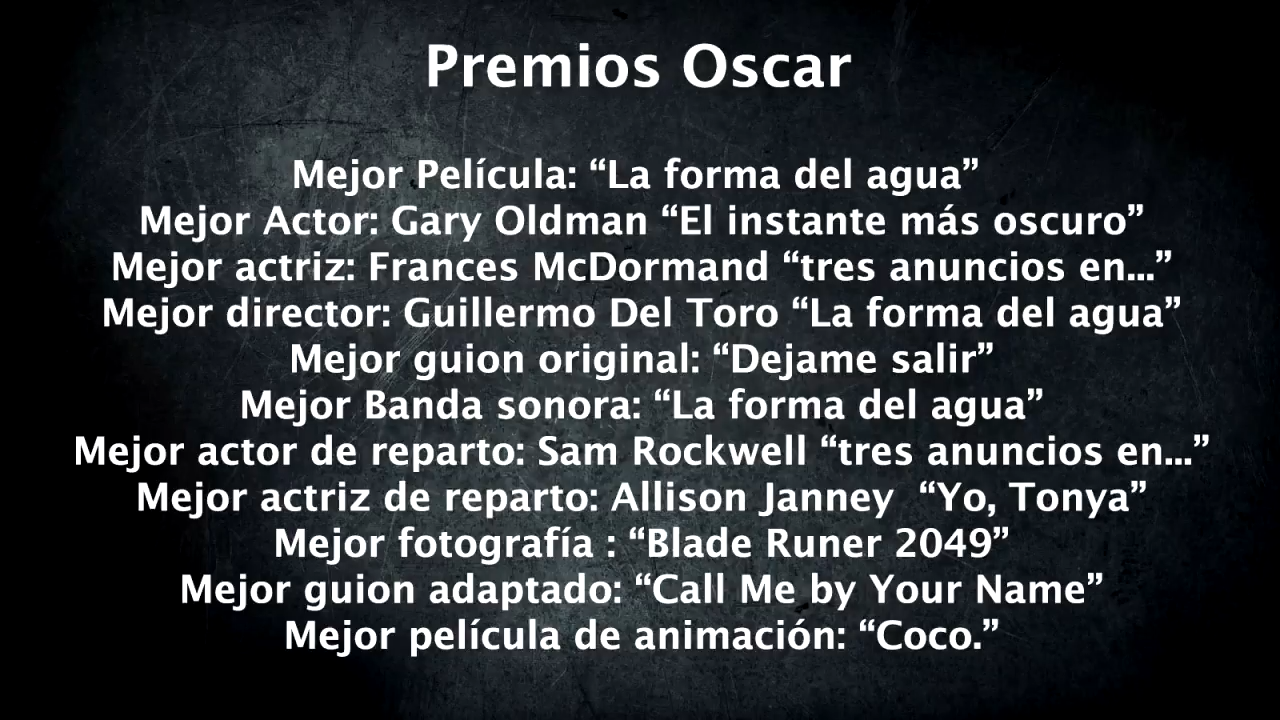 Premios Oscar
Mejor Película: “La forma del agua”
Mejor Actor: Gary Oldman “El instante más oscuro”
Mejor actriz: Frances McDormand “tres anuncios en...”
Mejor director: Guillermo Del Toro “La forma del agua”
Mejor guion original: “Dejame salir”
Mejor Banda sonora: “La forma del agua”
Mejor actor de reparto: Sam Rockwell “tres anuncios en...”
Mejor actriz de reparto: Allison Janney  “Yo, Tonya”
Mejor fotografía : “Blade Runer 2049”
Mejor guion adaptado: “Call Me by Your Name”
Mejor película de animación: “Coco.”